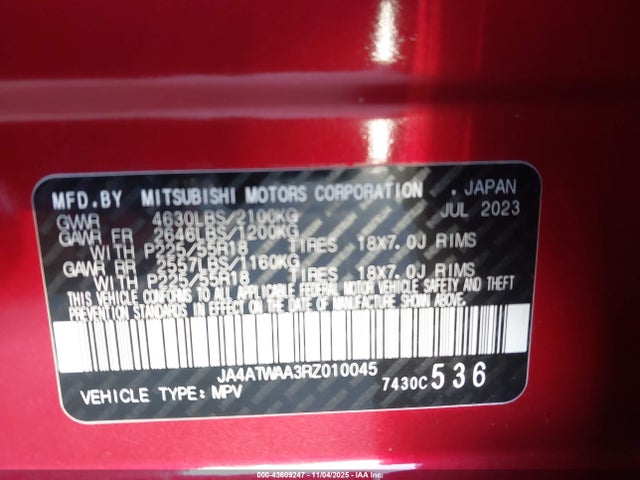 MFD.BY MITSUBISHI MOTORS CORPORATION . JAPAN
GVWR 4630LBS/2100KG JUL 2023
GAWR FR 2646LBS/1200KG
WITH P225/55R18 TIRES 18X7.0J RIMS
GAWR RR 2557LBS/1160KG
WITH P225/55R18 TIRES 18X7.0J RIMS
THIS VEHICLE CONFORMS TO ALL APPLICABLE FEDERAL MOTOR VEHICLE SAFETY AND THEFT
PREVENTION STANDARDS IN EFFECT ON THE DATE OF MANUFACTURE SHOWN ABOVE.
JA4ATWAA3RZ010045
VEHICLE TYPE: MPV 7430C 536
000-43609247 - 11/04/2025 - IAAI.COM